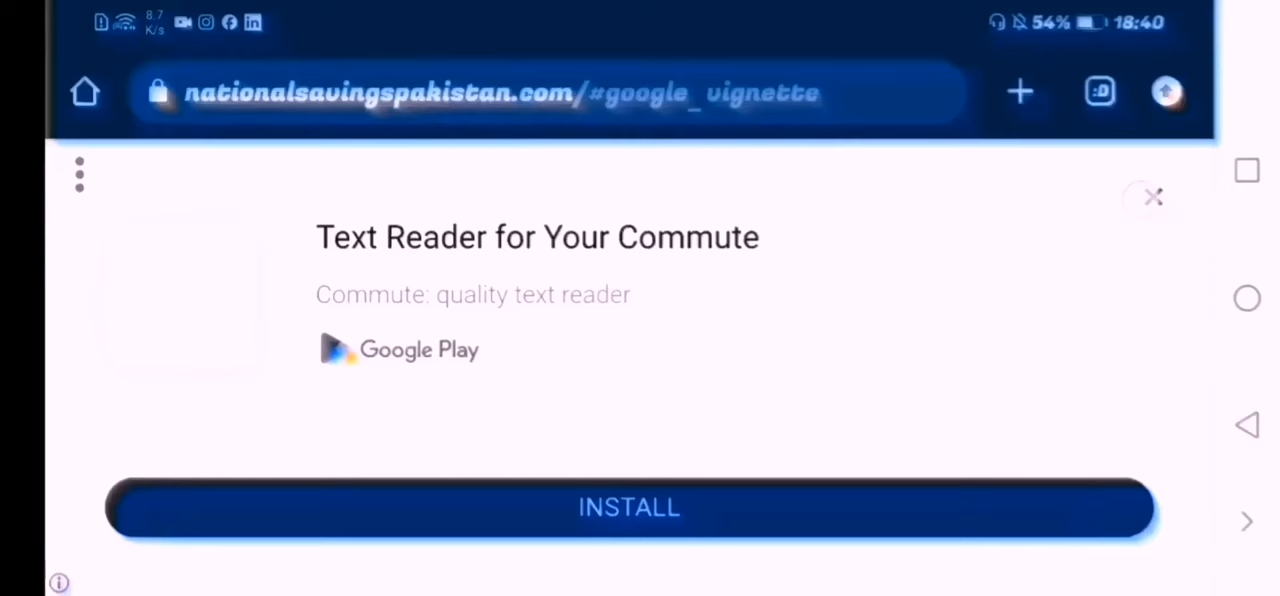 8.7
K/s
54% 18:40
nationalsavingspakistan.com/#google_vignette
:D
Text Reader for Your Commute
Commute: quality text reader
Google Play
INSTALL